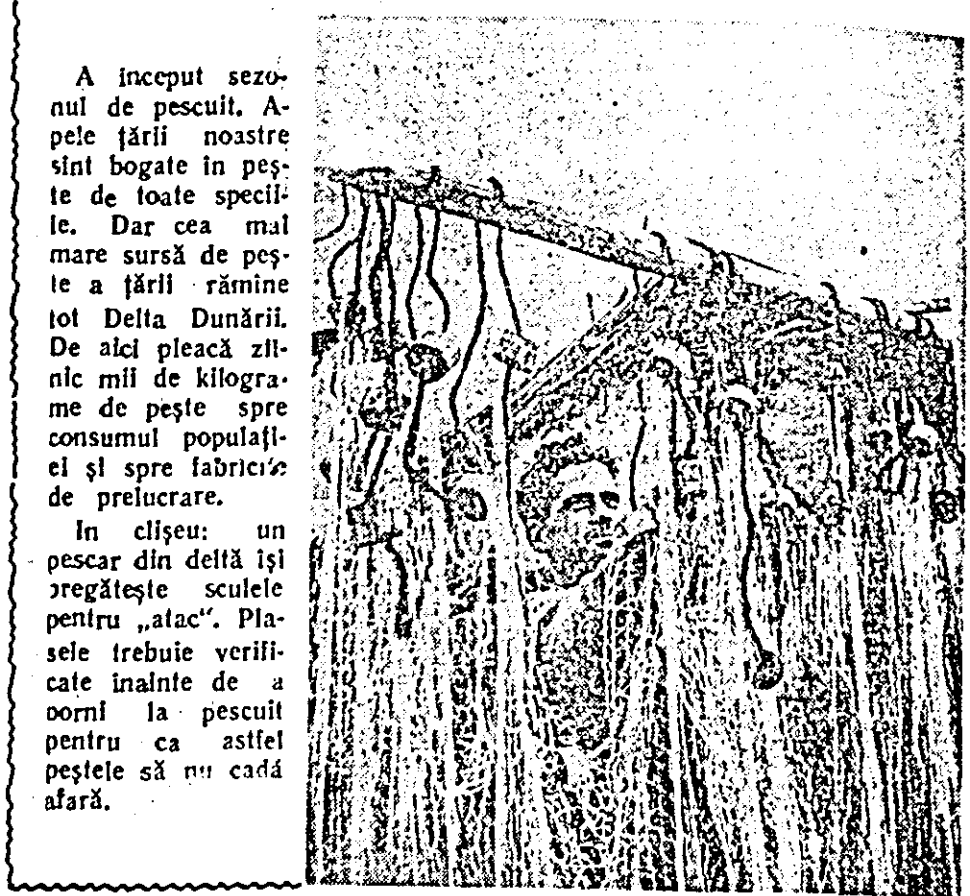 A început sezo-
nul de pescuit. A-
pele țării noastre
sînt bogate în peș-
te de toate specii-
le. Dar cea mai
mare sursă de peș-
te a țării rămîne
tot Delta Dunării.
De aici pleacă zil-
nic mii de kilogra-
me de pește spre
consumul populați-
ei și spre fabricile
de prelucrare.
In clișeu: un
pescar din deltă își
pregătește sculele
pentru „atac“. Pla-
sele trebuie verifi-
cate înainte de a
porni la pescuit
pentru ca astfel
peștele să nu cadă
afară.